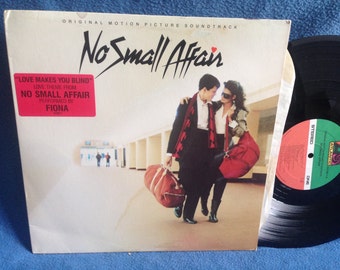 ORIGINAL MOTION PICTURE SOUNDTRACK
No Small Affair
"LOVE MAKES YOU BLIND"
LOVE THEME FROM
NO SMALL AFFAIR
PERFORMED BY
FIONA
ATLANTIC